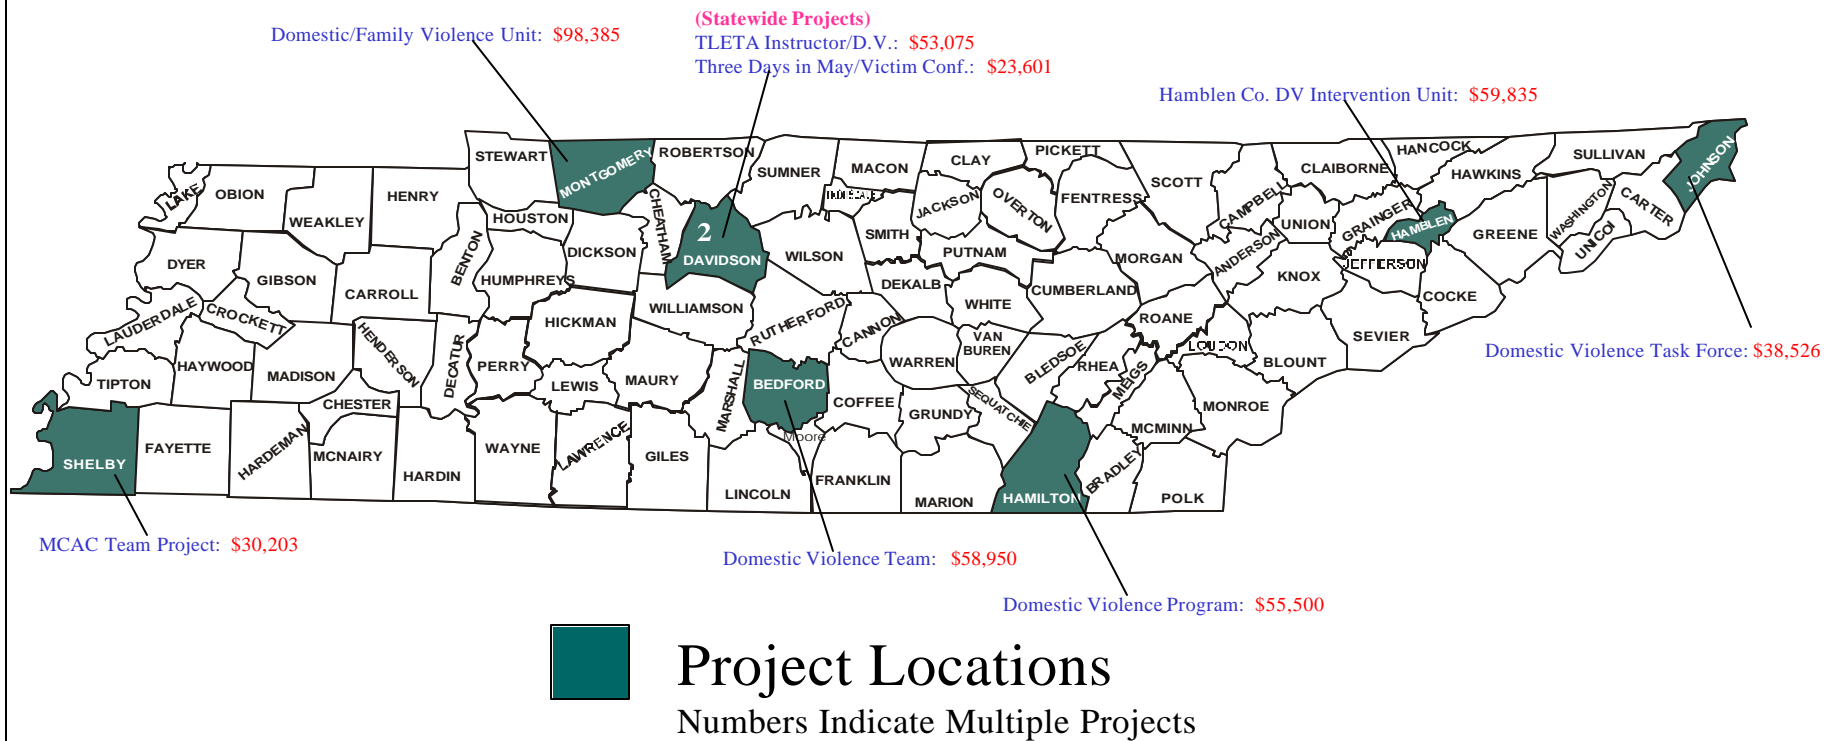 (Statewide Projects)
Domestic/Family Violence Unit: $98,385
TLETA Instructor/D.V.: $53,075
Three Days in May/Victim Conf.: $23,601
Hamblen Co. DV Intervention Unit: $59,835
STEWART
MONTGOMERY
ROBERTSON
SUMNER
MACON
CLAY
PICKETT
SCOTT
CLAIBORNE
HANCOCK
HAWKINS
SULLIVAN
JOHNSON
LAKE
OBION
WEAKLEY
HENRY
HOUSTON
CHEATHAM
2
DAVIDSON
WILSON
SMITH
JACKSON
OVERTON
FENTRESS
CAMPBELL
UNION
GRAINGER
HAMBLEN
GREENE
WASHINGTON
UNICOI
CARTER
DYER
GIBSON
CARROLL
BENTON
HUMPHREYS
DICKSON
WILLIAMSON
RUTHERFORD
CANNON
DEKALB
PUTNAM
WHITE
CUMBERLAND
MORGAN
ANDERSON
KNOX
JEFFERSON
COCKE
SEVIER
LAUDERDALE
CROCKETT
HAYWOOD
MADISON
HENDERSON
DECATUR
PERRY
HICKMAN
LEWIS
MAURY
MARSHALL
BEDFORD
COFFEE
WARREN
VAN
BUREN
BLEDSOE
RHEA
MEIGS
ROANE
LOUDON
BLOUNT
MONROE
MCMINN
TIPTON
SHELBY
FAYETTE
HARDEMAN
CHESTER
MCNAIRY
HARDIN
WAYNE
LAWRENCE
GILES
LINCOLN
Moore
FRANKLIN
GRUNDY
SEQUATCHIE
MARION
HAMILTON
BRADLEY
POLK
Domestic Violence Task Force: $38,526
MCAC Team Project: $30,203
Domestic Violence Team: $58,950
Domestic Violence Program: $55,500
Project Locations
Numbers Indicate Multiple Projects